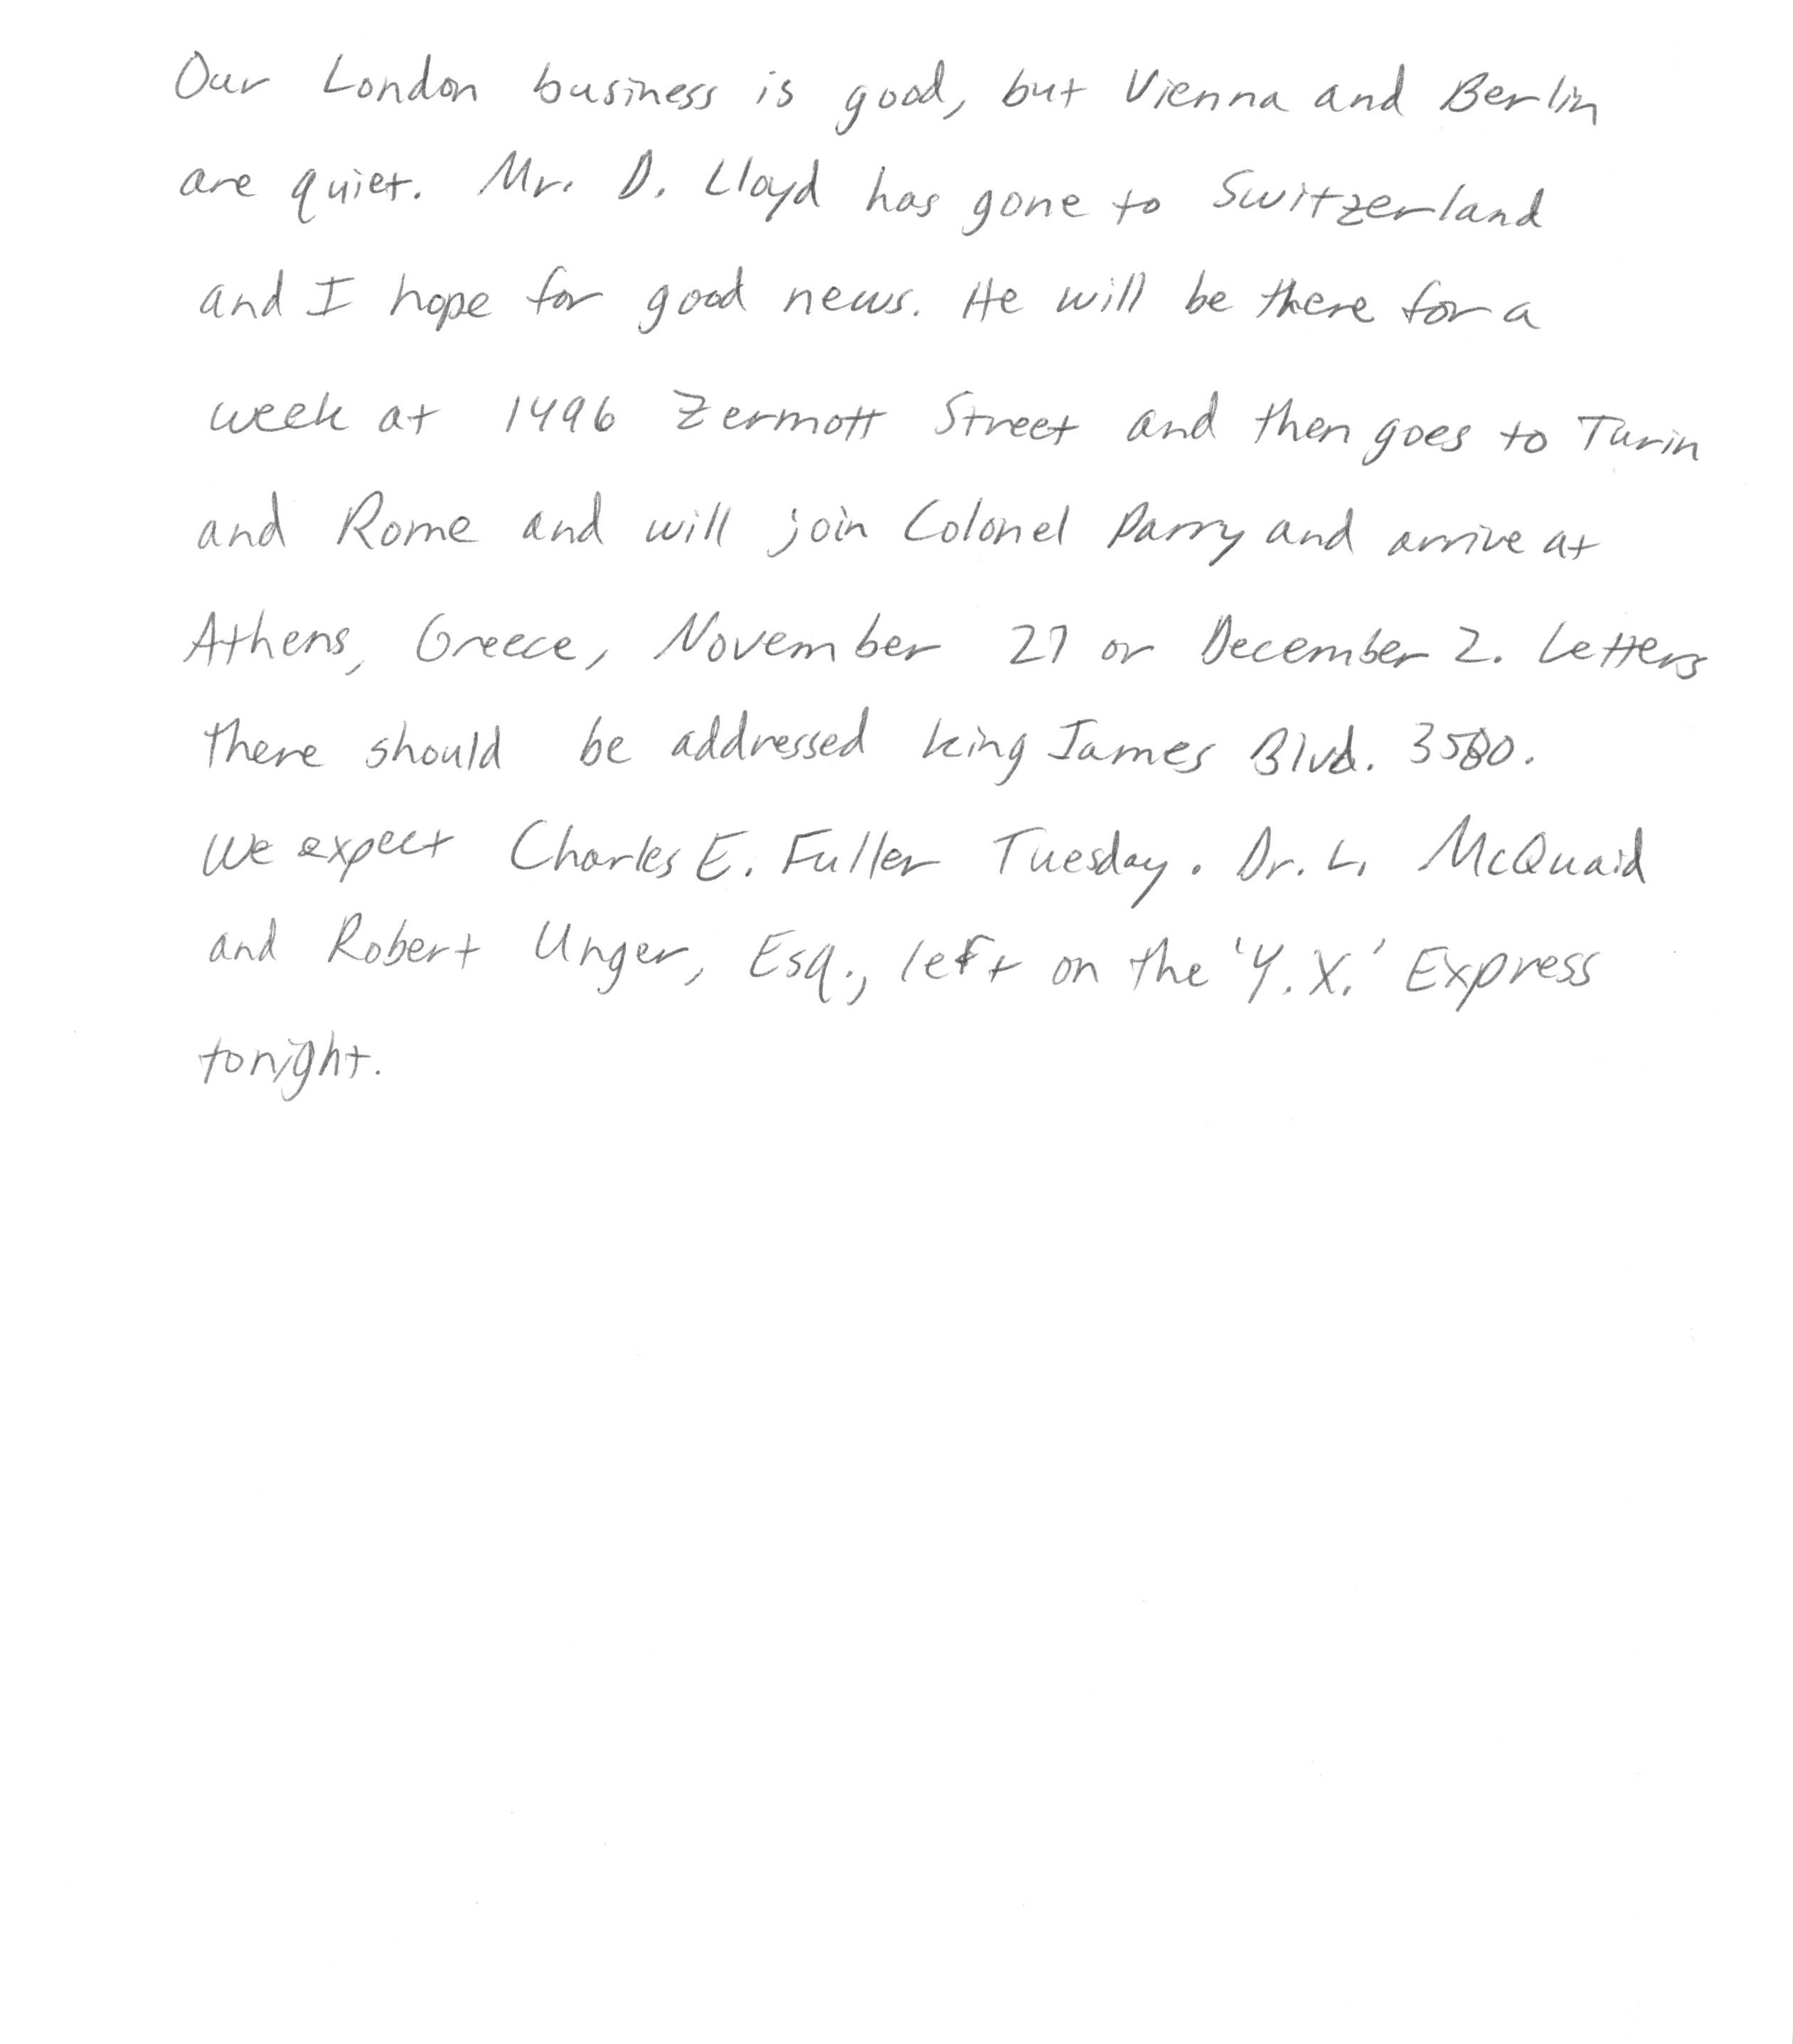 Our London business is good, but Vienna and Berlin
are quiet. Mr. D. Lloyd has gone to Switzerland
and I hope for good news. He will be there for a
week at 1496 Zermott Street and then goes to Turin
and Rome and will join Colonel Parry and arrive at
Athens, Greece, November 27 or December 2. Letters
there should be addressed King James Blvd. 3580.
We expect Charles E. Fuller Tuesday. Dr. L. McQuaid
and Robert Unger, Esq., left on the 'Y.X.' Express
tonight.